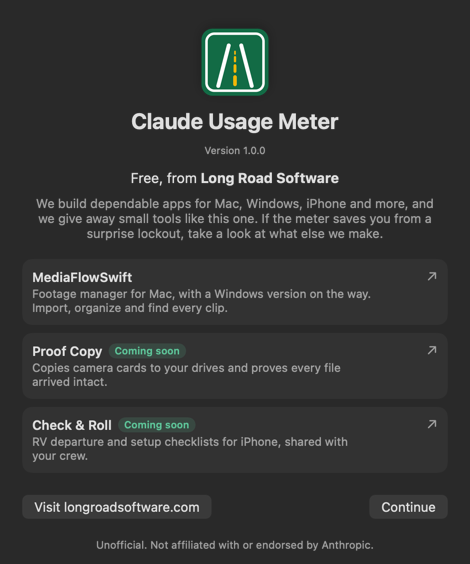 Claude Usage Meter
Version 1.0.0
Free, from Long Road Software
We build dependable apps for Mac, Windows, iPhone and more, and
we give away small tools like this one. If the meter saves you from a
surprise lockout, take a look at what else we make.
MediaFlowSwift
Footage manager for Mac, with a Windows version on the way.
Import, organize and find every clip.
Proof Copy Coming soon
Copies camera cards to your drives and proves every file
arrived intact.
Check & Roll Coming soon
RV departure and setup checklists for iPhone, shared with
your crew.
Visit longroadsoftware.com Continue
Unofficial. Not affiliated with or endorsed by Anthropic.